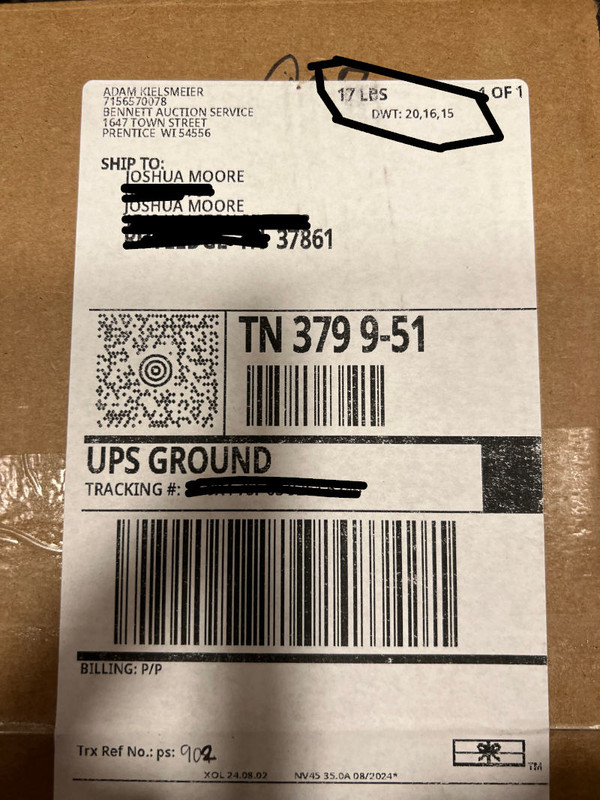 ADAM KIELSMEIER
7156570078
BENNETT AUCTION SERVICE
1647 TOWN STREET
PRENTICE WI 54556
17 LBS
1 OF 1
DWT: 20,16,15
SHIP TO:
JOSHUA MOORE
JOSHUA MOORE
37861
TN 379 9-51
UPS GROUND
TRACKING #:
BILLING: P/P
Trx Ref No.: ps: 902
XOL 24.08.02 NV45 35.0A 08/2024*
TM